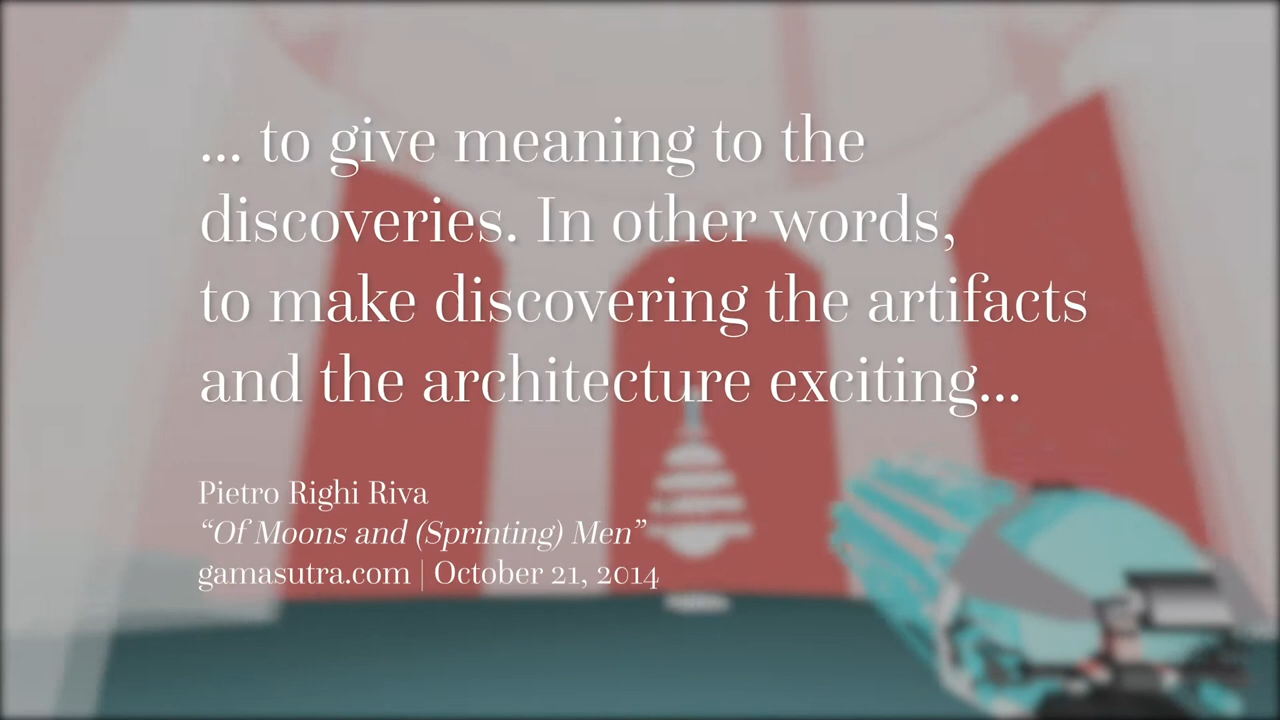 ... to give meaning to the
discoveries. In other words,
to make discovering the artifacts
and the architecture exciting...
Pietro Righi Riva
“Of Moons and (Sprinting) Men”
gamasutra.com | October 21, 2014